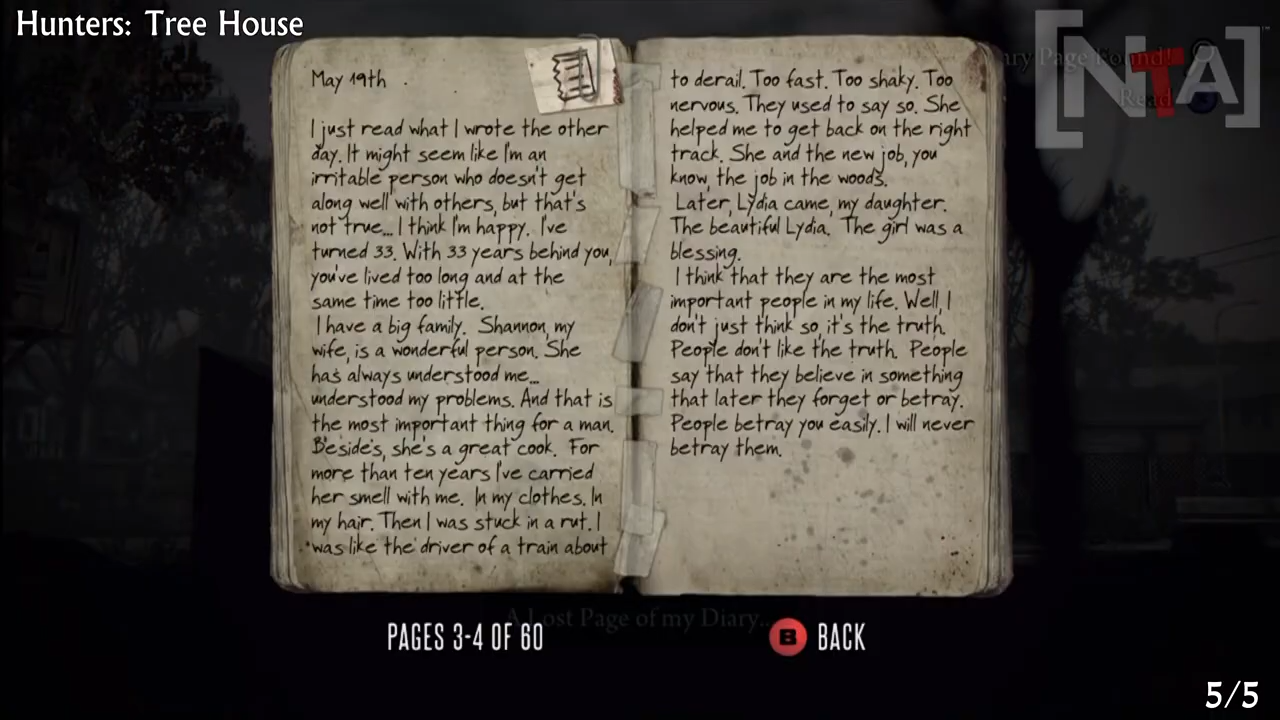 Hunters: Tree House
[NTA]
ary Page Found!
Read
May 19th
I just read what I wrote the other
day. It might seem like I'm an
irritable person who doesn't get
along well with others, but that's
not true... I think I'm happy. I've
turned 33. With 33 years behind you,
you've lived too long and at the
same time too little.
I have a big family. Shannon, my
wife, is a wonderful person. She
has always understood me...
understood my problems. And that is
the most important thing for a man.
Besides, she's a great cook. For
more than ten years I've carried
her smell with me. In my clothes. In
my hair. Then I was stuck in a rut. I
was like the driver of a train about
to derail. Too fast. Too shaky. Too
nervous. They used to say so. She
helped me to get back on the right
track. She and the new job, you
know, the job in the woods.
Later, Lydia came, my daughter.
The beautiful Lydia. The girl was a
blessing.
I think that they are the most
important people in my life. Well, I
don't just think so, it's the truth.
People don't like the truth. People
say that they believe in something
that later they forget or betray.
People betray you easily. I will never
betray them.
A Lost Page of my Diary...
PAGES 3-4 OF 60
B BACK
5/5